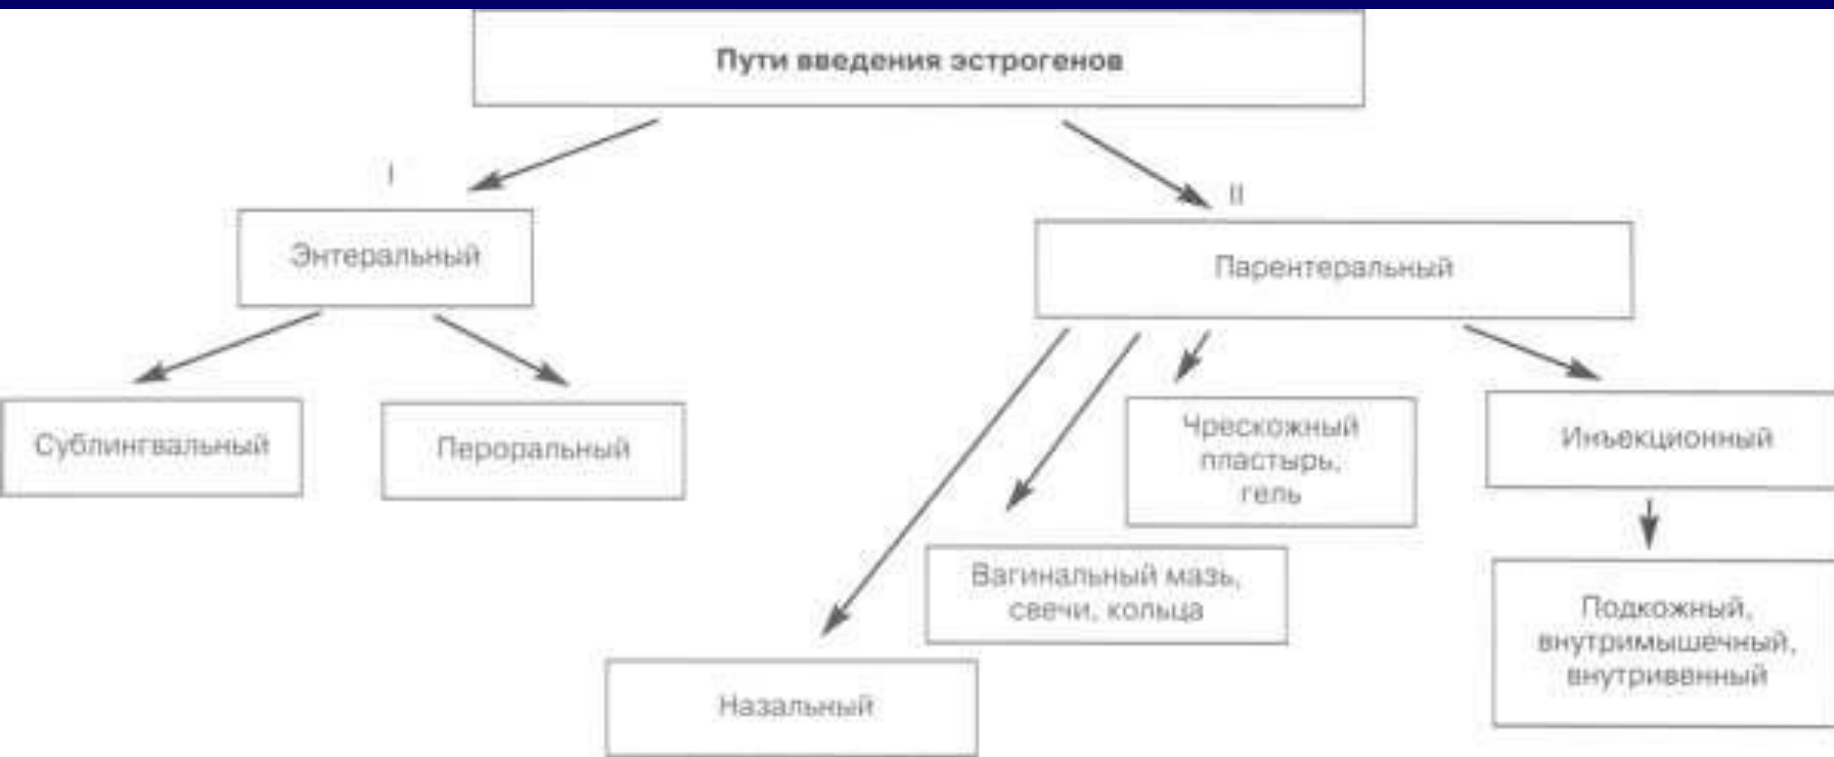 Пути введения эстрогенов
I
II
Энтеральный
Парентеральный
Сублингвальный
Пероральный
Чрескожный
пластырь,
гель
Инъекционный
Вагинальный мазь,
свечи, кольца
Подкожный,
внутримышечный,
внутривенный
Назальный